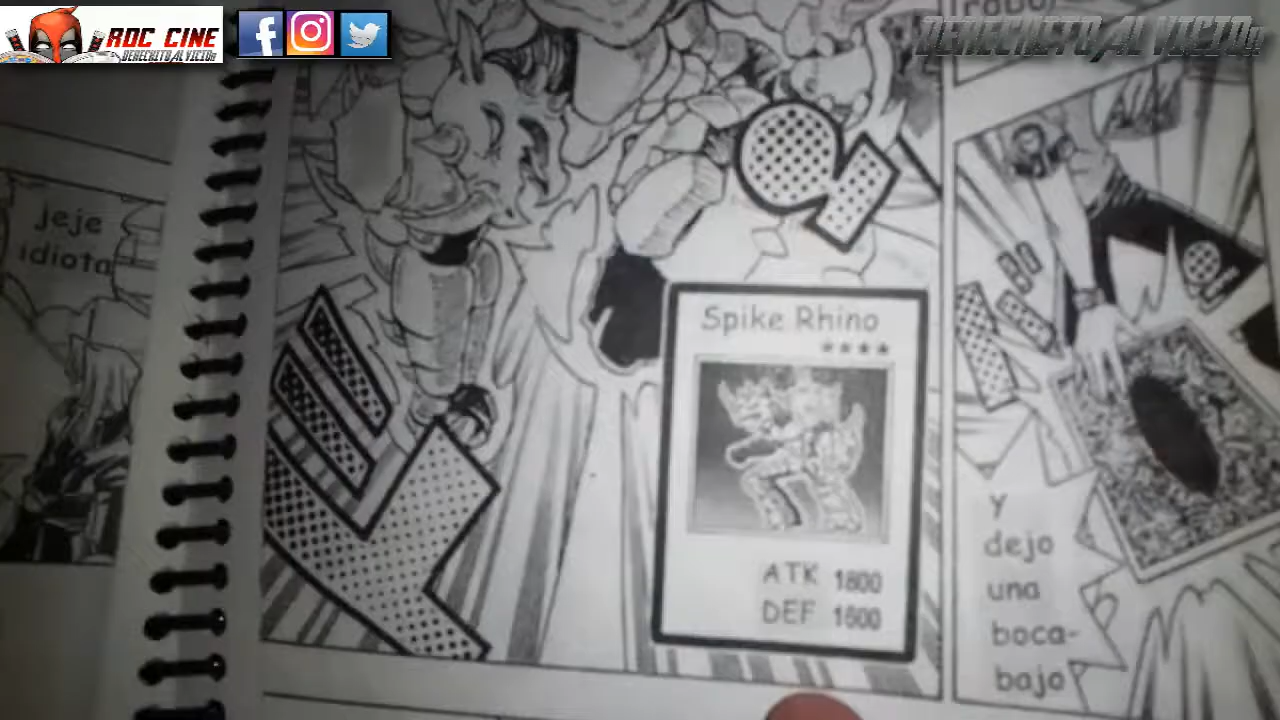 ROC CINE
DERECHITO AL VICIO!!
DERECHITO AL VICIO!!
jeje
idiota
Spike Rhino
ATK 1800
DEF 1600
y
dejo
una
boca-
bajo